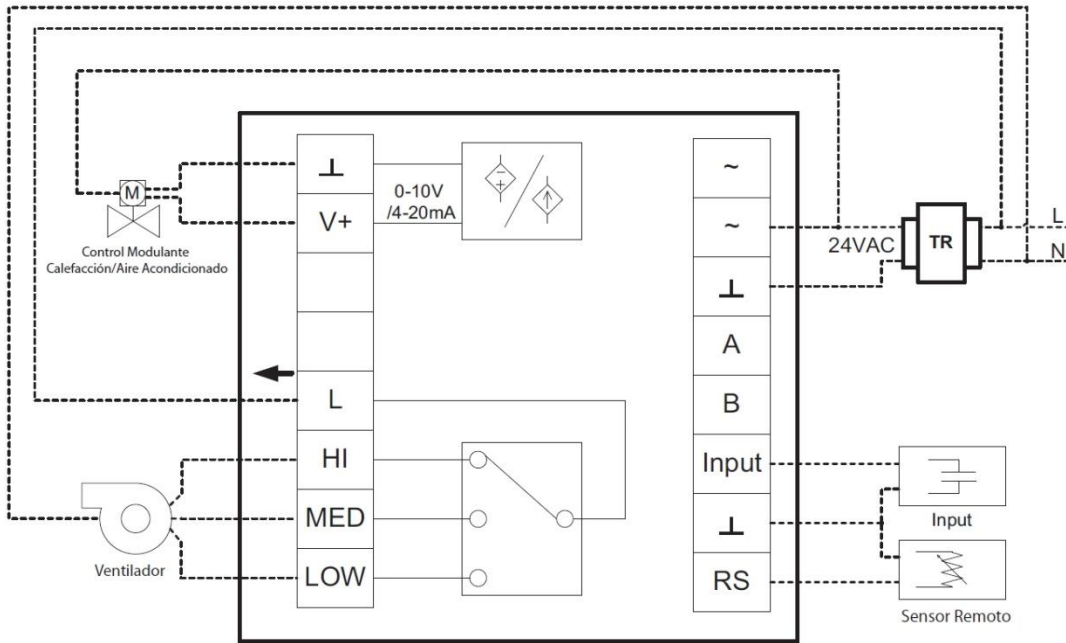 ⊥
V+
0-10V
/4-20mA
M
Control Modulante
Calefacción/Aire Acondicionado
L
HI
MED
LOW
Ventilador
~
~
⊥
A
B
Input
⊥
RS
24VAC
TR
L
N
Input
Sensor Remoto